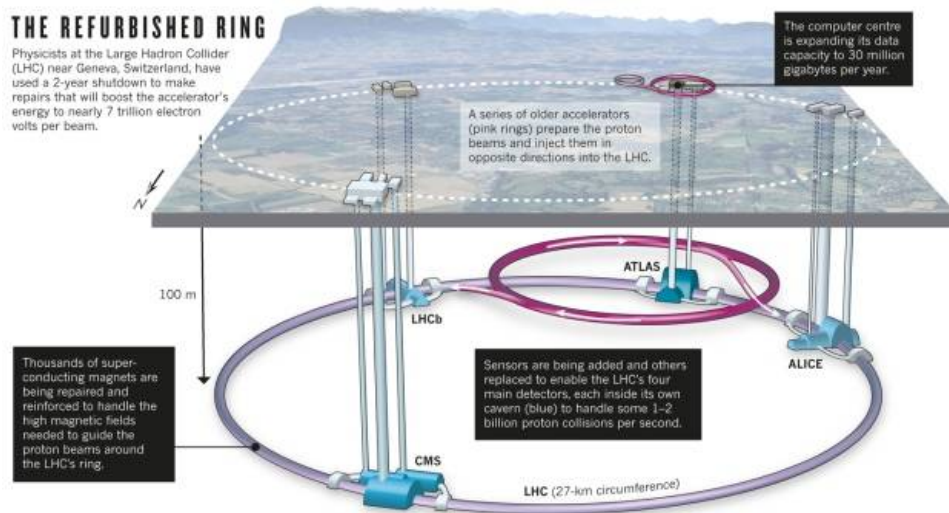 THE REFURBISHED RING
Physicists at the Large Hadron Collider
(LHC) near Geneva, Switzerland, have
used a 2-year shutdown to make
repairs that will boost the accelerator's
energy to nearly 7 trillion electron
volts per beam.
The computer centre
is expanding its data
capacity to 30 million
gigabytes per year.
A series of older accelerators
(pink rings) prepare the proton
beams and inject them in
opposite directions into the LHC.
N
100 m
ATLAS
LHCb
ALICE
Thousands of super-
conducting magnets are
being repaired and
reinforced to handle the
high magnetic fields
needed to guide the
proton beams around
the LHC's ring.
Sensors are being added and others
replaced to enable the LHC's four
main detectors, each inside its own
cavern (blue) to handle some 1–2
billion proton collisions per second.
CMS
LHC (27-km circumference)